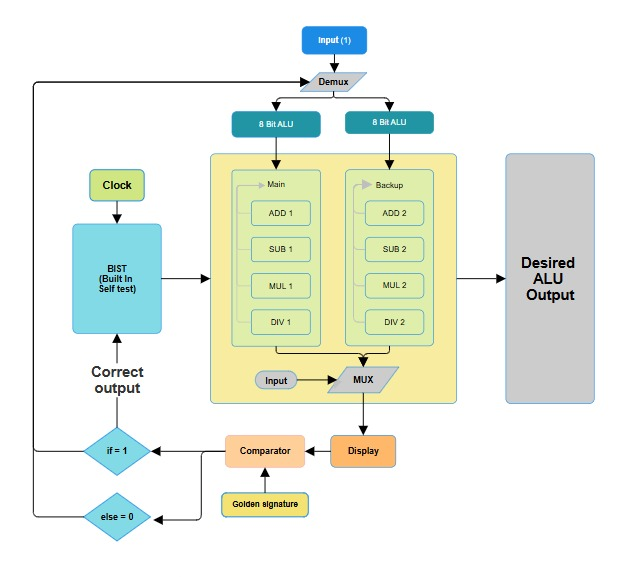 Input (1)
Demux
8 Bit ALU
8 Bit ALU
Main
Backup
Clock
ADD 1
ADD 2
SUB 1
SUB 2
BIST
(Built In
Self test)
Desired
ALU
Output
MUL 1
MUL 2
DIV 1
DIV 2
Correct
output
Input
MUX
if = 1
Comparator
Display
Golden signature
else = 0